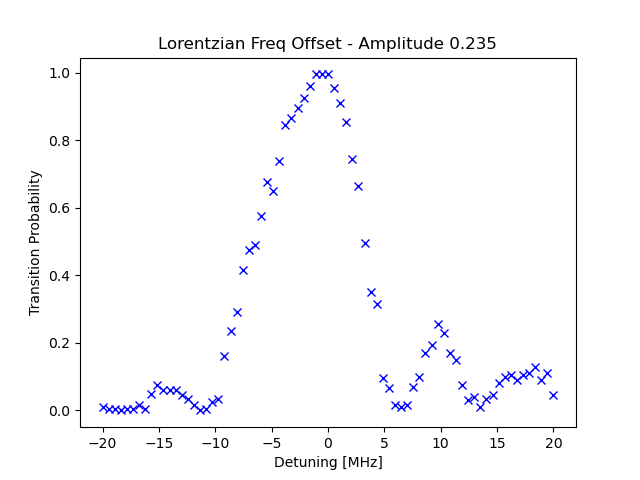 Lorentzian Freq Offset - Amplitude 0.235
Transition Probability
1.0
0.8
0.6
0.4
0.2
0.0
−20 −15 −10 −5 0 5 10 15 20
Detuning [MHz]